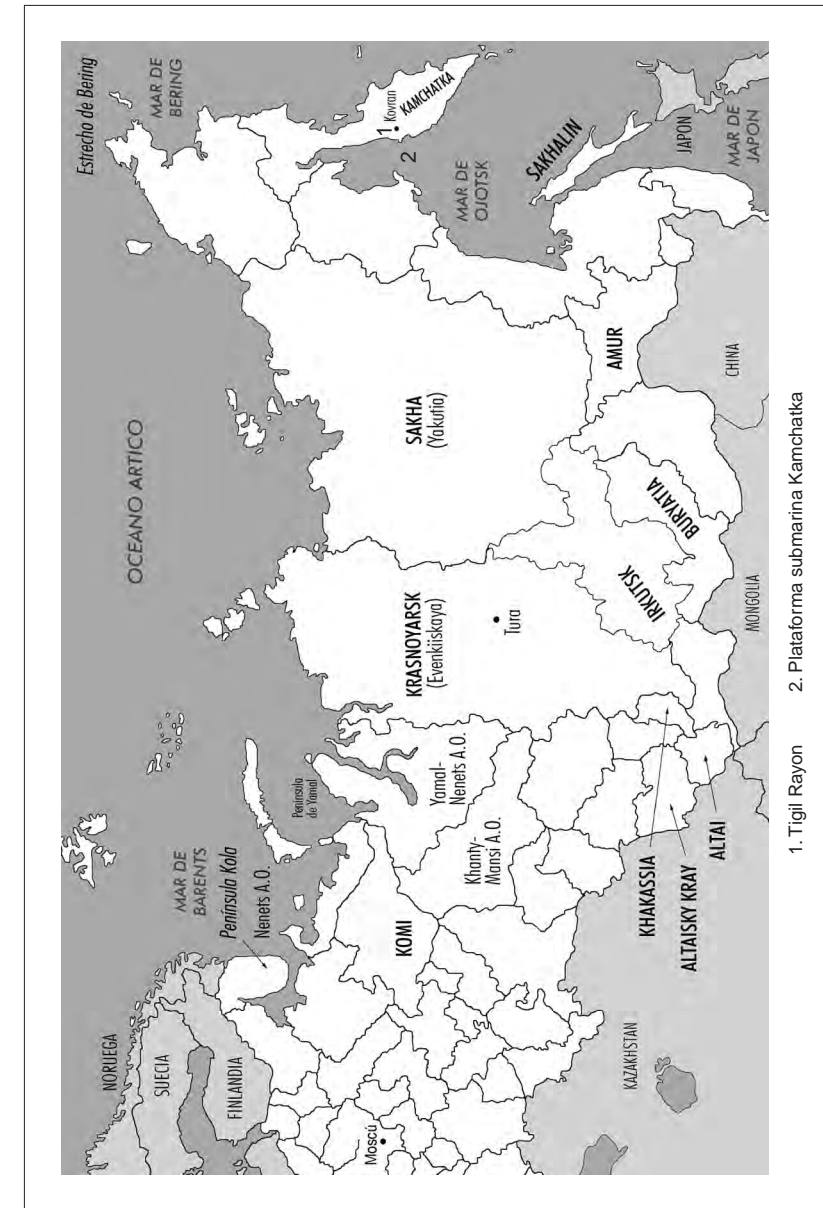 Estrecho de Bering
MAR DE
BERING
OCEANO ARTICO
1 Kovran
KAMCHATKA
2
MAR DE
OJOTSK
SAKHALIN
JAPON
MAR DE
JAPON
SAKHA
(Yakutia)
AMUR
CHINA
KRASNOYARSK
(Evenkiiskaya)
Tura
IRKUTSK
BURYATIA
MONGOLIA
Península
de Yamal
Yamal-
Nenets A.O.
Khanty-
Mansi A.O.
KHAKASSIA
ALTAISKY KRAY
ALTAI
MAR DE
BARENTS
Península Kola
Nenets A.O.
KOMI
NORUEGA
SUECIA
FINLANDIA
Moscú
KAZAKHSTAN
1. Tigil Rayon
2. Plataforma submarina Kamchatka